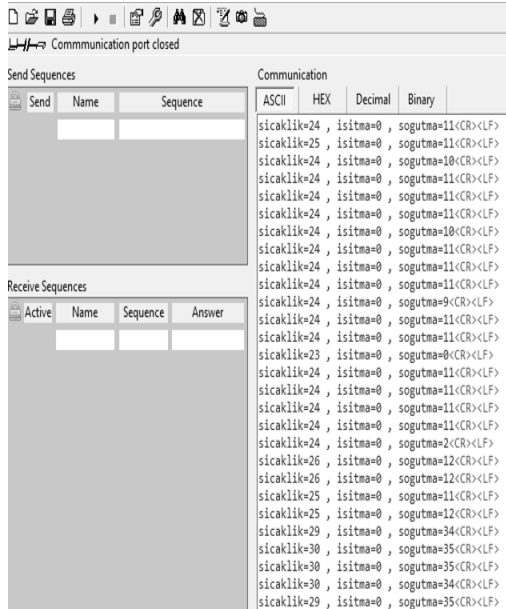 Commmunication port closed
Send Sequences
Send Name Sequence
Receive Sequences
Active Name Sequence Answer
Communication
ASCII HEX Decimal Binary
sicaklik=24 , isitma=0 , sogutma=11<CR><LF>
sicaklik=25 , isitma=0 , sogutma=11<CR><LF>
sicaklik=24 , isitma=0 , sogutma=10<CR><LF>
sicaklik=24 , isitma=0 , sogutma=11<CR><LF>
sicaklik=24 , isitma=0 , sogutma=11<CR><LF>
sicaklik=24 , isitma=0 , sogutma=11<CR><LF>
sicaklik=24 , isitma=0 , sogutma=10<CR><LF>
sicaklik=24 , isitma=0 , sogutma=11<CR><LF>
sicaklik=24 , isitma=0 , sogutma=11<CR><LF>
sicaklik=24 , isitma=0 , sogutma=11<CR><LF>
sicaklik=24 , isitma=0 , sogutma=9<CR><LF>
sicaklik=24 , isitma=0 , sogutma=11<CR><LF>
sicaklik=24 , isitma=0 , sogutma=11<CR><LF>
sicaklik=23 , isitma=0 , sogutma=0<CR><LF>
sicaklik=24 , isitma=0 , sogutma=11<CR><LF>
sicaklik=24 , isitma=0 , sogutma=11<CR><LF>
sicaklik=24 , isitma=0 , sogutma=11<CR><LF>
sicaklik=24 , isitma=0 , sogutma=11<CR><LF>
sicaklik=24 , isitma=0 , sogutma=2<CR><LF>
sicaklik=26 , isitma=0 , sogutma=12<CR><LF>
sicaklik=26 , isitma=0 , sogutma=12<CR><LF>
sicaklik=25 , isitma=0 , sogutma=11<CR><LF>
sicaklik=25 , isitma=0 , sogutma=12<CR><LF>
sicaklik=29 , isitma=0 , sogutma=34<CR><LF>
sicaklik=30 , isitma=0 , sogutma=35<CR><LF>
sicaklik=30 , isitma=0 , sogutma=35<CR><LF>
sicaklik=30 , isitma=0 , sogutma=34<CR><LF>
sicaklik=29 , isitma=0 , sogutma=35<CR><LF>